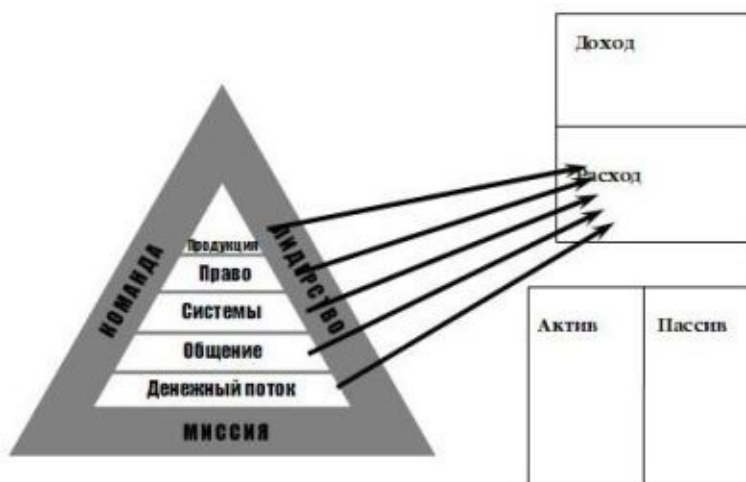 Доход
Расход
Актив
Пассив
КОМАНДА
ЛИДЕРСТВО
Продукция
Право
Системы
Общение
Денежный поток
МИССИЯ